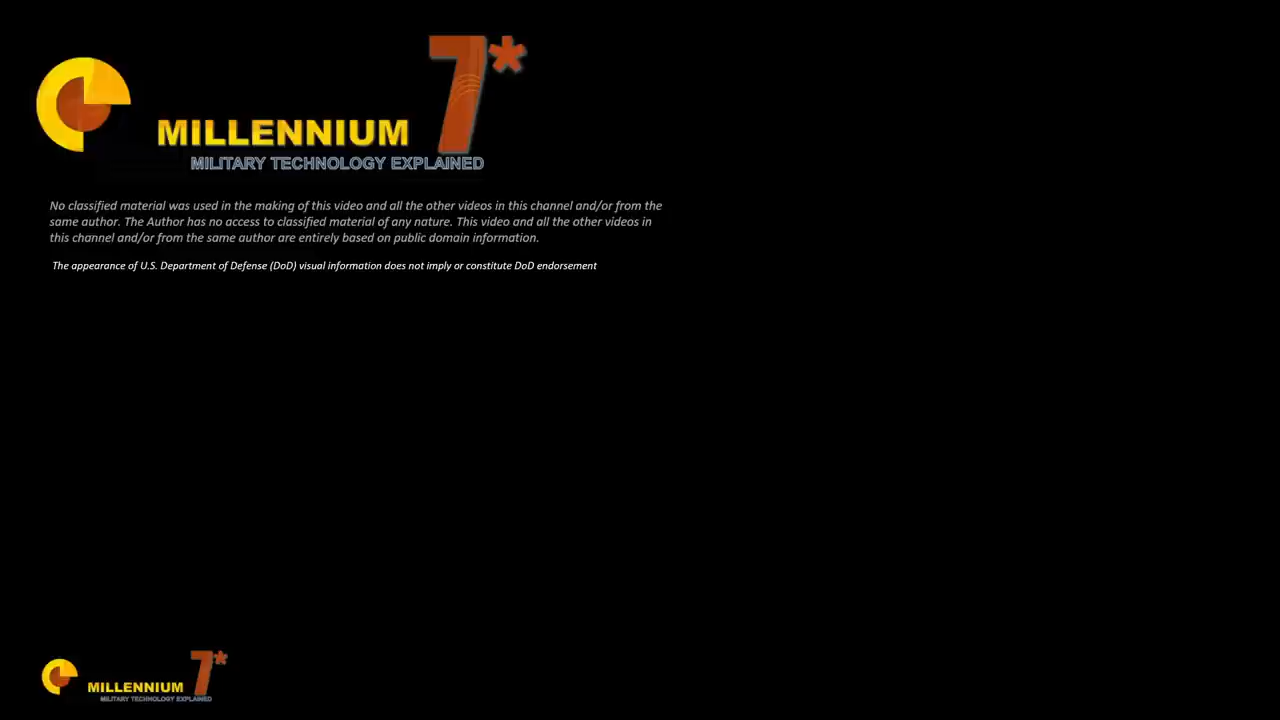 7*
MILLENNIUM
MILITARY TECHNOLOGY EXPLAINED
No classified material was used in the making of this video and all the other videos in this channel and/or from the
same author. The Author has no access to classified material of any nature. This video and all the other videos in
this channel and/or from the same author are entirely based on public domain information.
The appearance of U.S. Department of Defense (DoD) visual information does not imply or constitute DoD endorsement
7*
MILLENNIUM
MILITARY TECHNOLOGY EXPLAINED